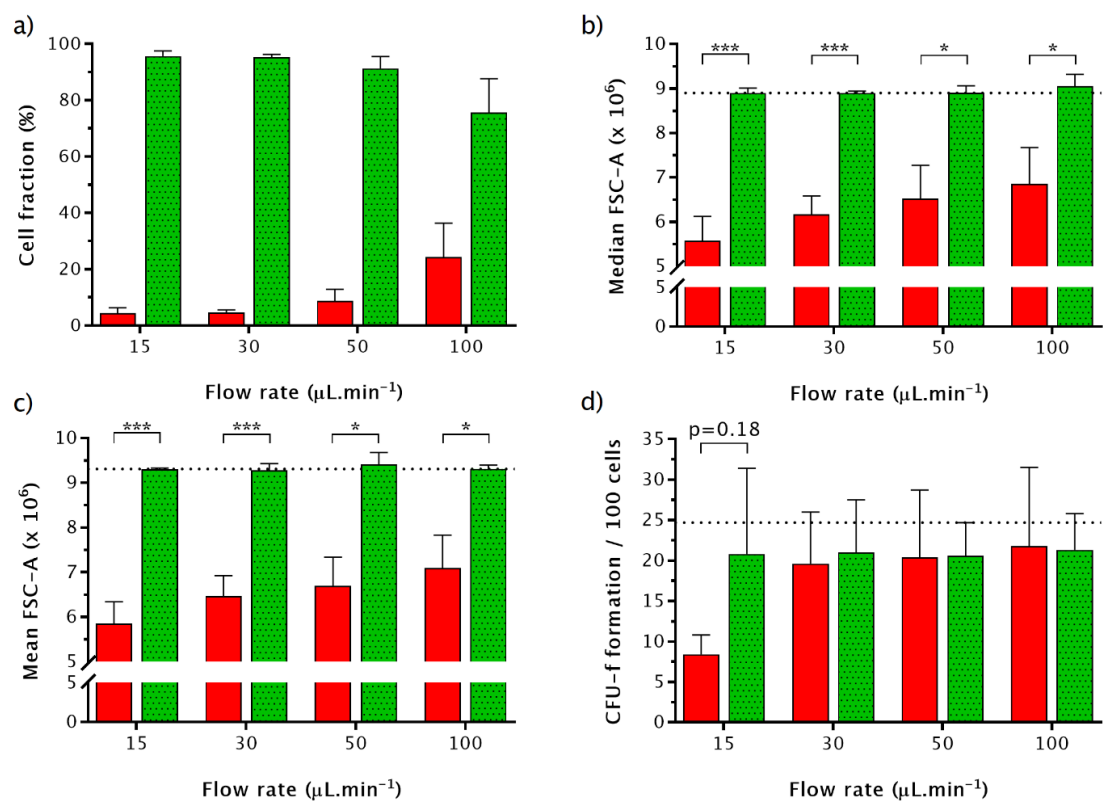 a)
100
80
60
40
20
0
Cell fraction (%)
15 30 50 100
Flow rate (μL.min⁻¹)
b)
*** *** * *
10
9
8
7
6
5
5
0
Median FSC-A (x 10⁶)
15 30 50 100
Flow rate (μL.min⁻¹)
c)
*** *** * *
10
9
8
7
6
5
5
0
Mean FSC-A (x 10⁶)
15 30 50 100
Flow rate (μL.min⁻¹)
d)
p=0.18
35
30
25
20
15
10
5
0
CFU-f formation / 100 cells
15 30 50 100
Flow rate (μL.min⁻¹)